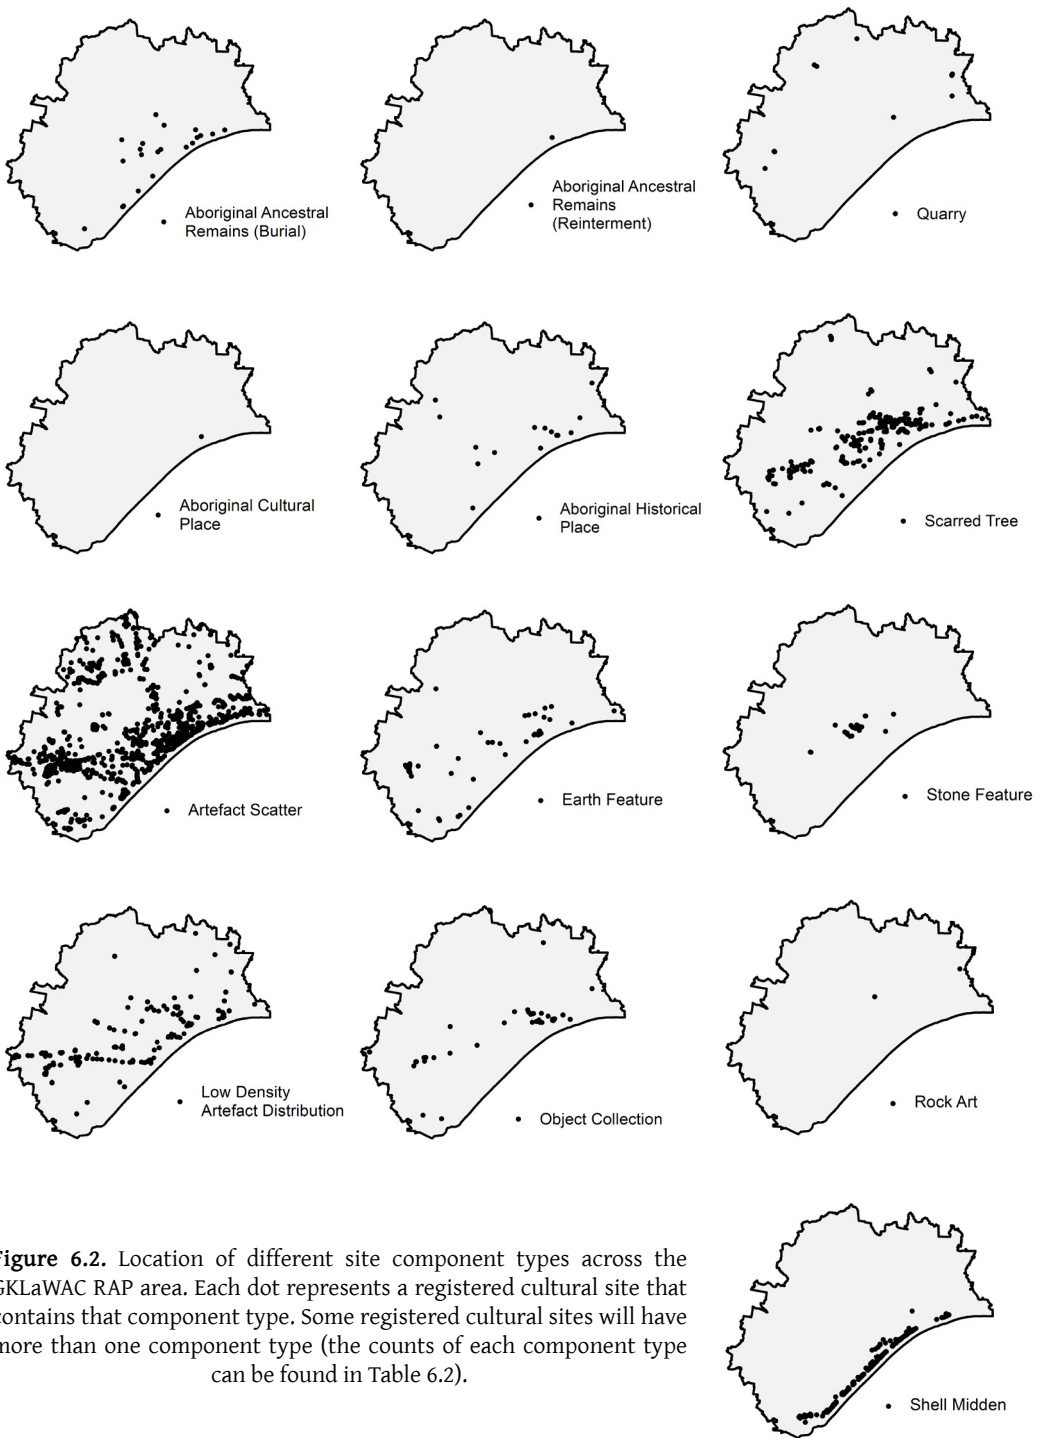 Aboriginal Ancestral
Remains (Burial)
Aboriginal Ancestral
Remains
(Reinterment)
Quarry
Aboriginal Cultural
Place
Aboriginal Historical
Place
Scarred Tree
Artefact Scatter
Earth Feature
Stone Feature
Low Density
Artefact Distribution
Object Collection
Rock Art
Figure 6.2. Location of different site component types across the
GKLaWAC RAP area. Each dot represents a registered cultural site that
contains that component type. Some registered cultural sites will have
more than one component type (the counts of each component type
can be found in Table 6.2).
Shell Midden